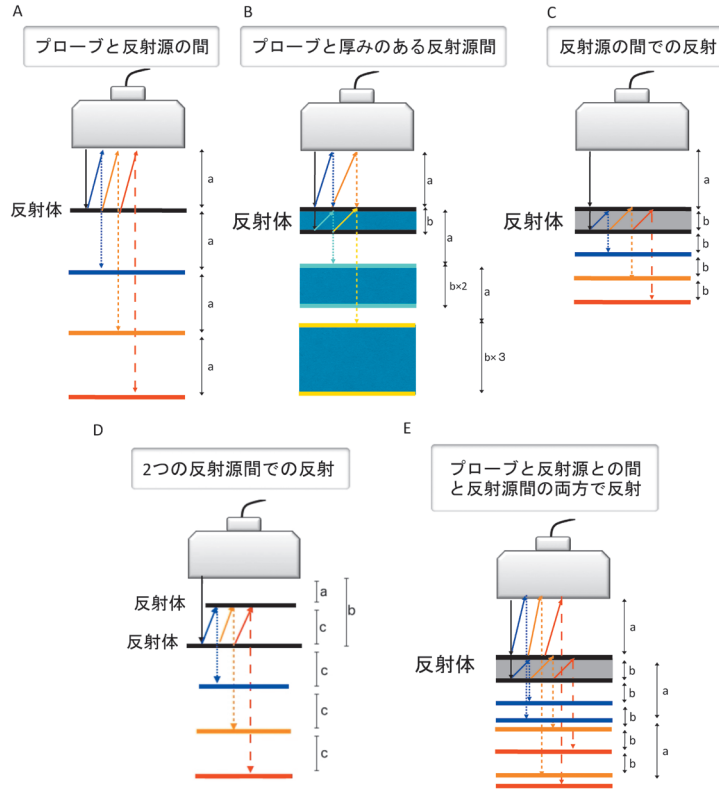 A
プローブと反射源の間
反射体
a
a
a
a
B
プローブと厚みのある反射源間
反射体
a
b
a
b×2
a
b×3
C
反射源の間での反射
反射体
a
b
b
b
b
D
2つの反射源間での反射
反射体
反射体
a
b
c
c
c
c
E
プローブと反射源との間
と反射源間の両方で反射
反射体
a
b
a
b
b
a
b
b